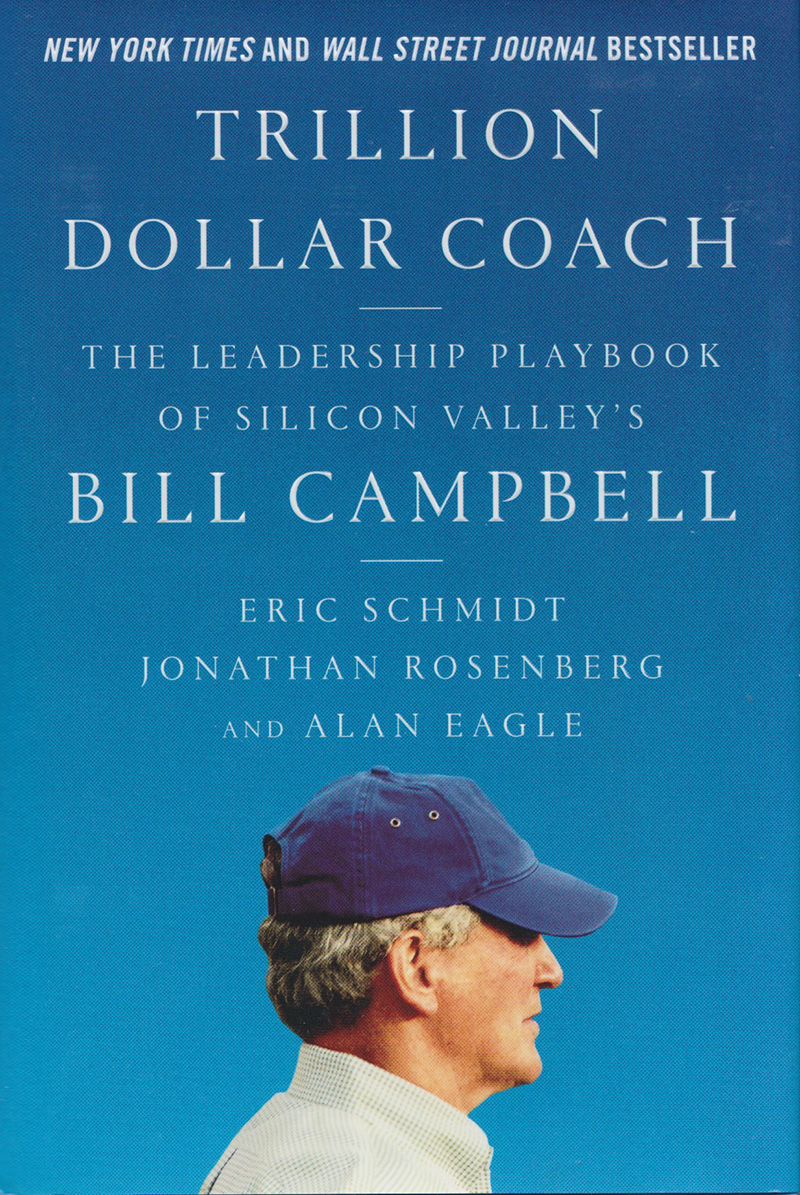 NEW YORK TIMES AND WALL STREET JOURNAL BESTSELLER
TRILLION
DOLLAR COACH
THE LEADERSHIP PLAYBOOK
OF SILICON VALLEY'S
BILL CAMPBELL
ERIC SCHMIDT
JONATHAN ROSENBERG
AND ALAN EAGLE